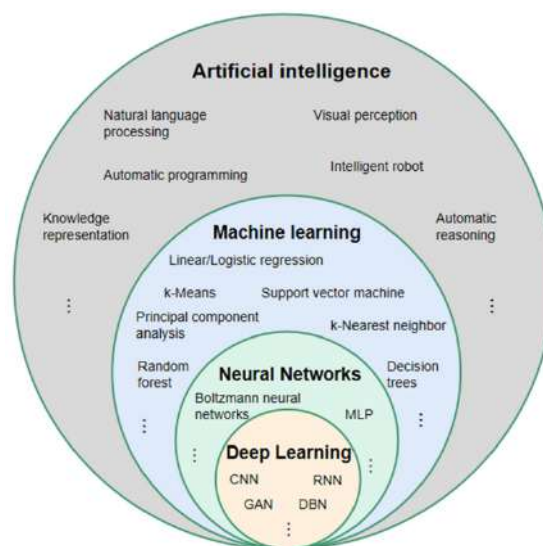 Artificial intelligence
Natural language
processing
Visual perception
Automatic programming
Intelligent robot
Knowledge
representation
Automatic
reasoning
Machine learning
Linear/Logistic regression
k-Means
Support vector machine
Principal component
analysis
k-Nearest neighbor
Random
forest
Decision
trees
Neural Networks
Boltzmann neural
networks
MLP
Deep Learning
CNN
RNN
GAN
DBN